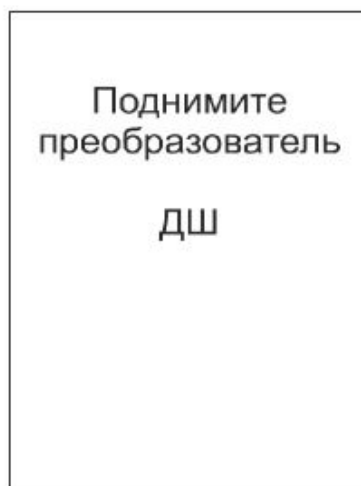 Поднимите
преобразователь
ДШ